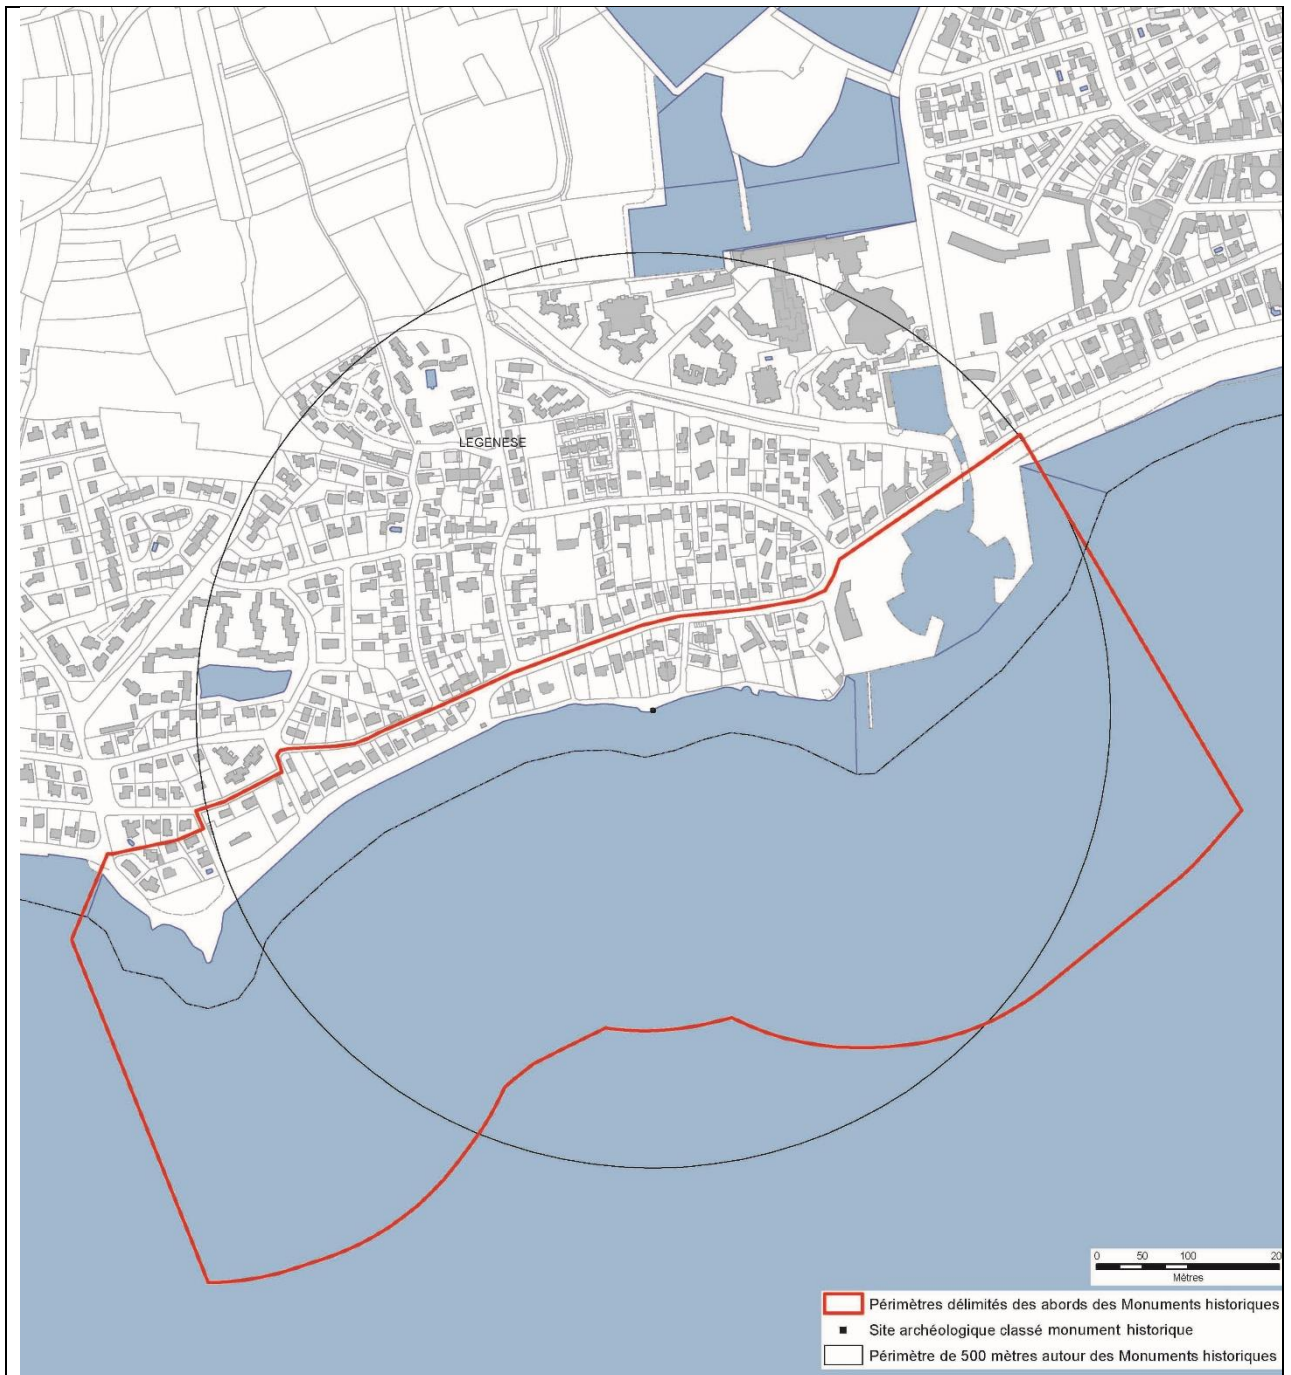 LEGENESE
0 50 100 20
Mètres
Périmètres délimités des abords des Monuments historiques
Site archéologique classé monument historique
Périmètre de 500 mètres autour des Monuments historiques